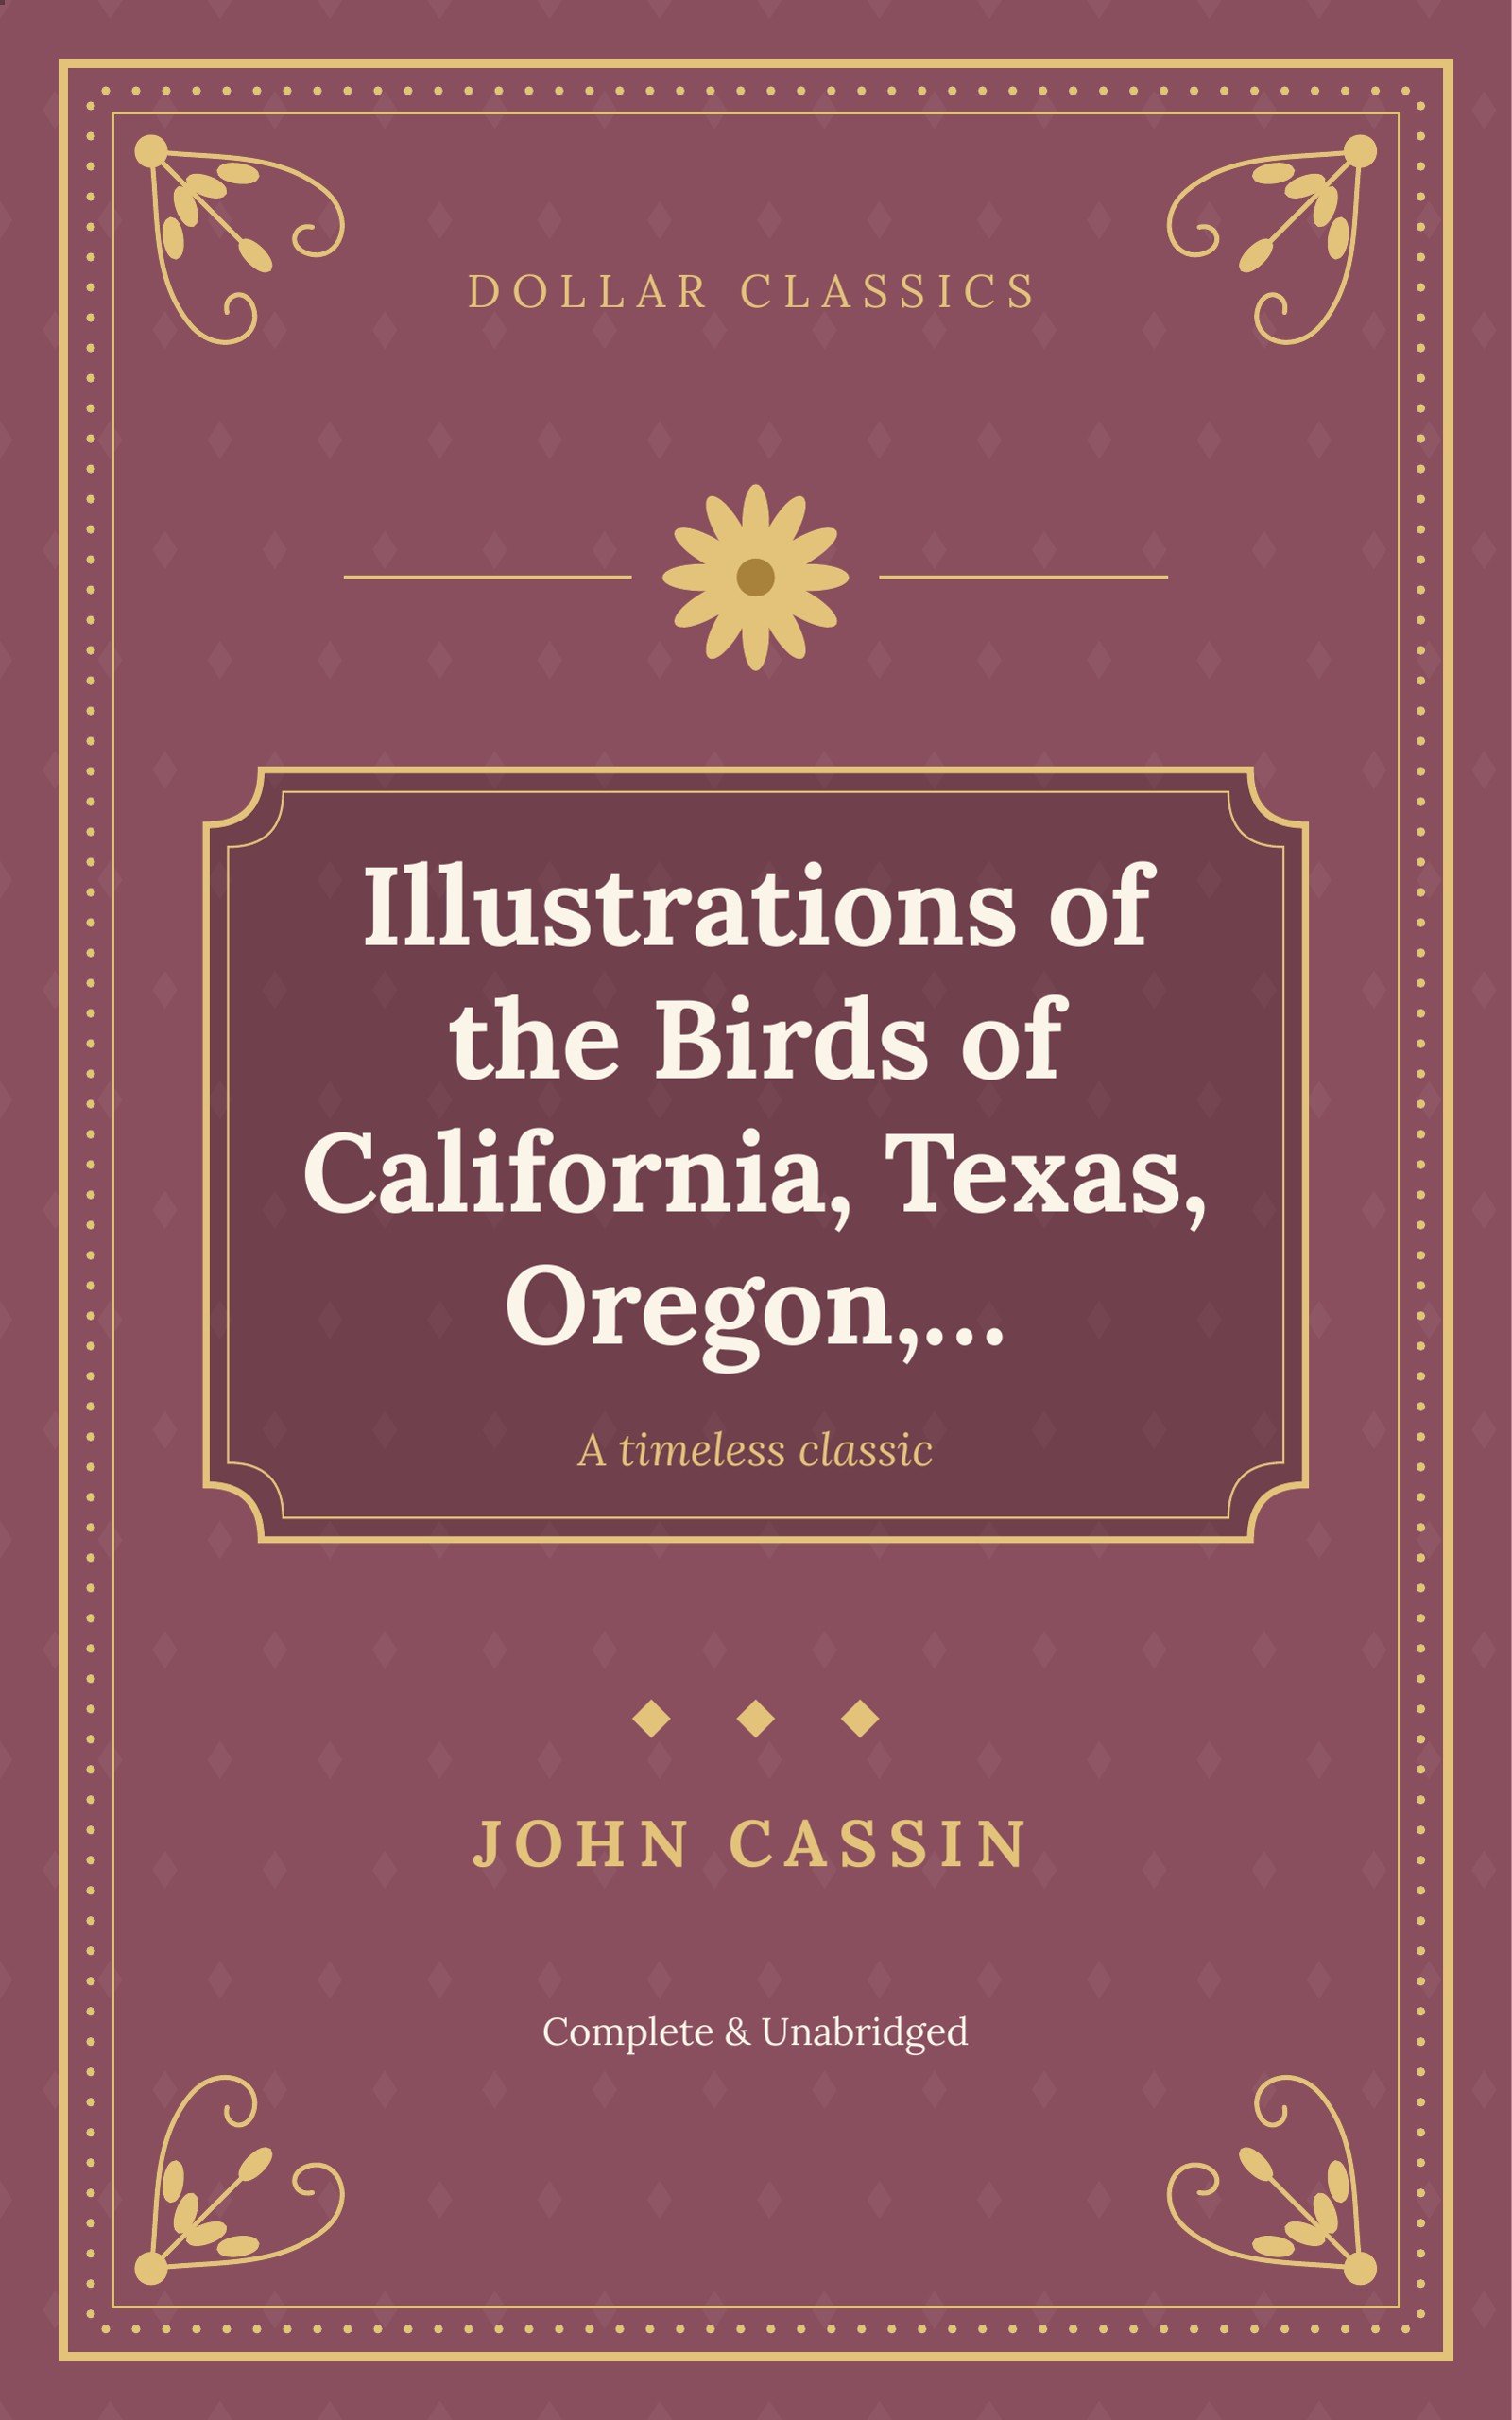 DOLLAR CLASSICS
Illustrations of
the Birds of
California, Texas,
Oregon,...
A timeless classic
JOHN CASSIN
Complete & Unabridged